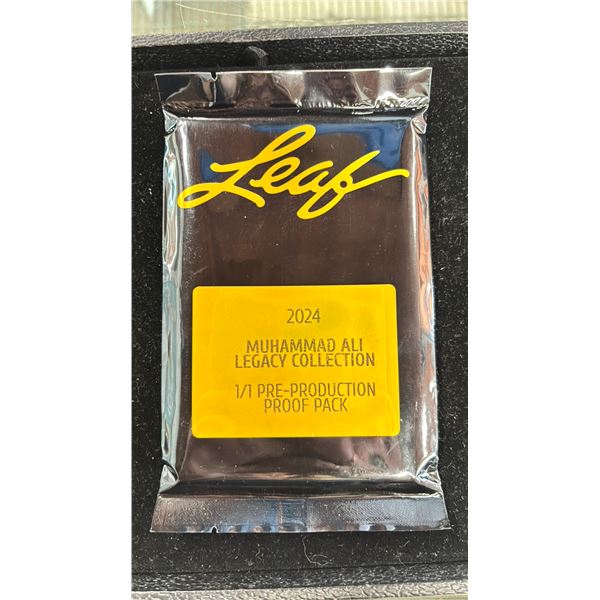 Leaf
2024
MUHAMMAD ALI
LEGACY COLLECTION
1/1 PRE-PRODUCTION
PROOF PACK